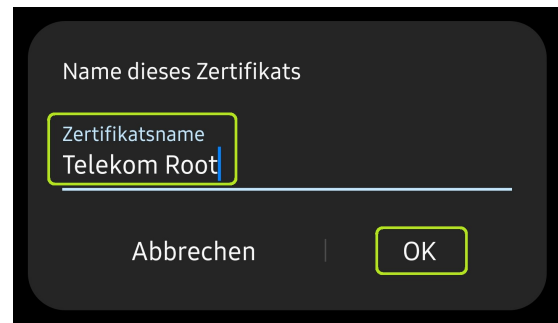 Name dieses Zertifikats
Zertifikatsname
Telekom Root
Abbrechen
OK